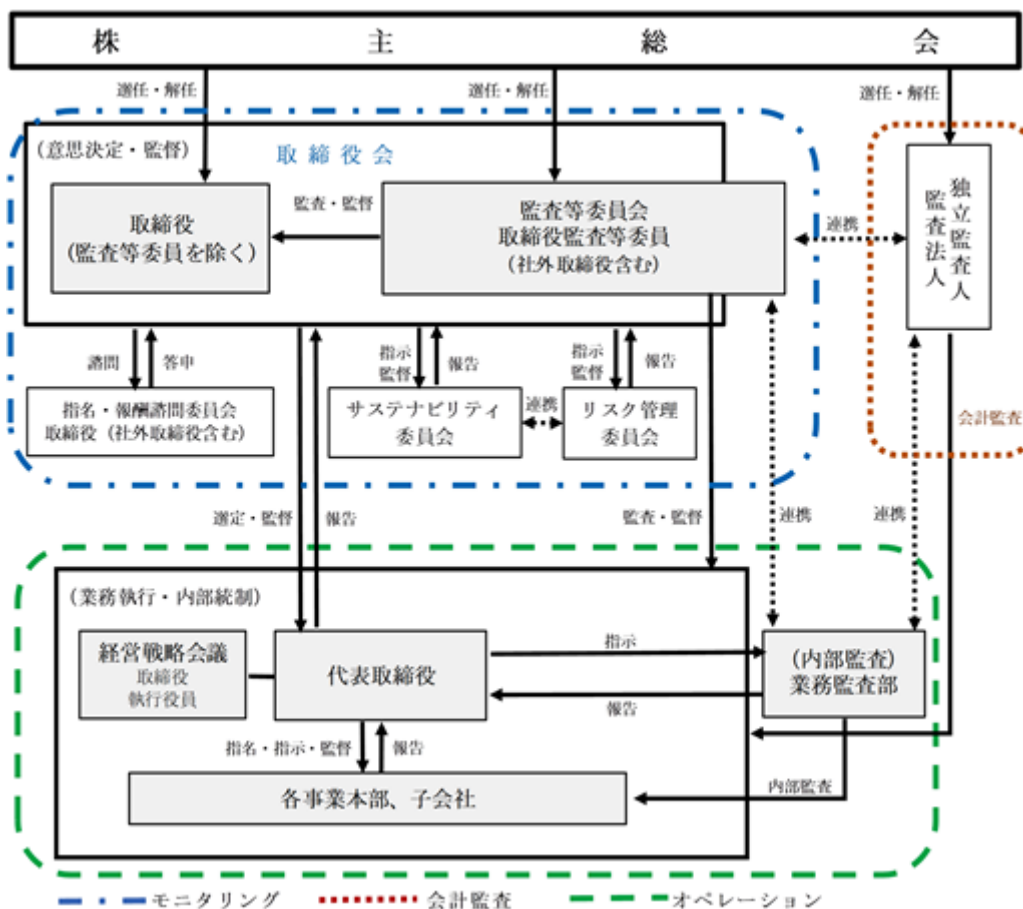 株主総会
選任・解任
選任・解任
選任・解任
(意思決定・監督)
取締役会
取締役
(監査等委員を除く)
監査・監督
監査等委員会
取締役監査等委員
(社外取締役含む)
連携
独立監査人
監査法人
諮問
答申
指示
監督
報告
指示
監督
報告
指名・報酬諮問委員会
取締役(社外取締役含む)
サステナビリティ
委員会
連携
リスク管理
委員会
会計監査
選定・監督
報告
監査・監督
連携
連携
(業務執行・内部統制)
経営戦略会議
取締役
執行役員
代表取締役
指示
報告
(内部監査)
業務監査部
指名・指示・監督
報告
内部監査
各事業本部、子会社
モニタリング
会計監査
オペレーション